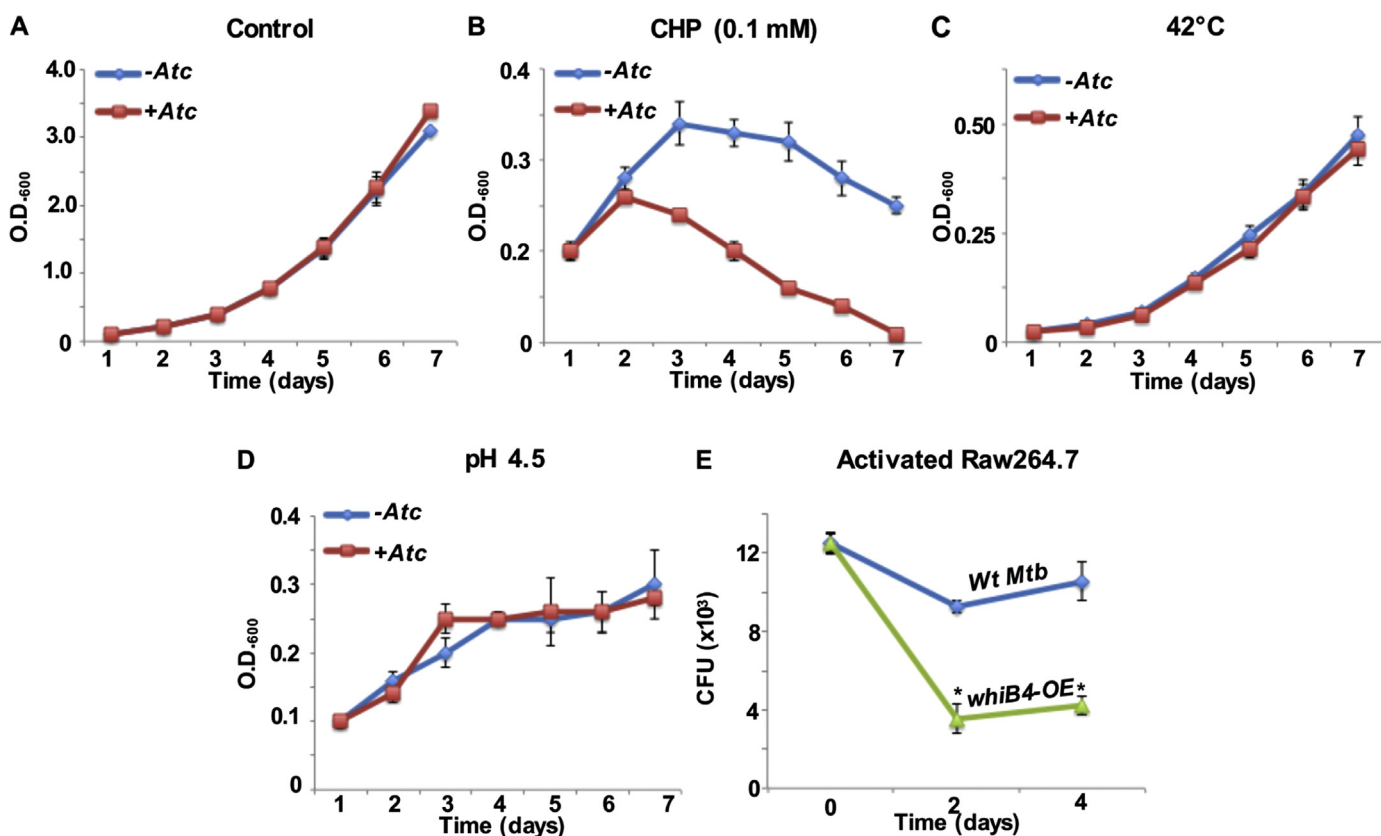 A
Control
4.0
3.0
2.0
1.0
0
O.D.₋₆₀₀
-Atc
+Atc
1 2 3 4 5 6 7
Time (days)
B
CHP (0.1 mM)
0.4
0.3
0.2
0
O.D.₋₆₀₀
-Atc
+Atc
1 2 3 4 5 6 7
Time (days)
C
42°C
0.50
0.25
0
O.D.₋₆₀₀
-Atc
+Atc
1 2 3 4 5 6 7
Time (days)
D
pH 4.5
0.4
0.3
0.2
0.1
0
O.D.₋₆₀₀
-Atc
+Atc
1 2 3 4 5 6 7
Time (days)
E
Activated Raw264.7
12
8
4
0
CFU (x10³)
Wt Mtb
* whiB4-OE *
0 2 4
Time (days)